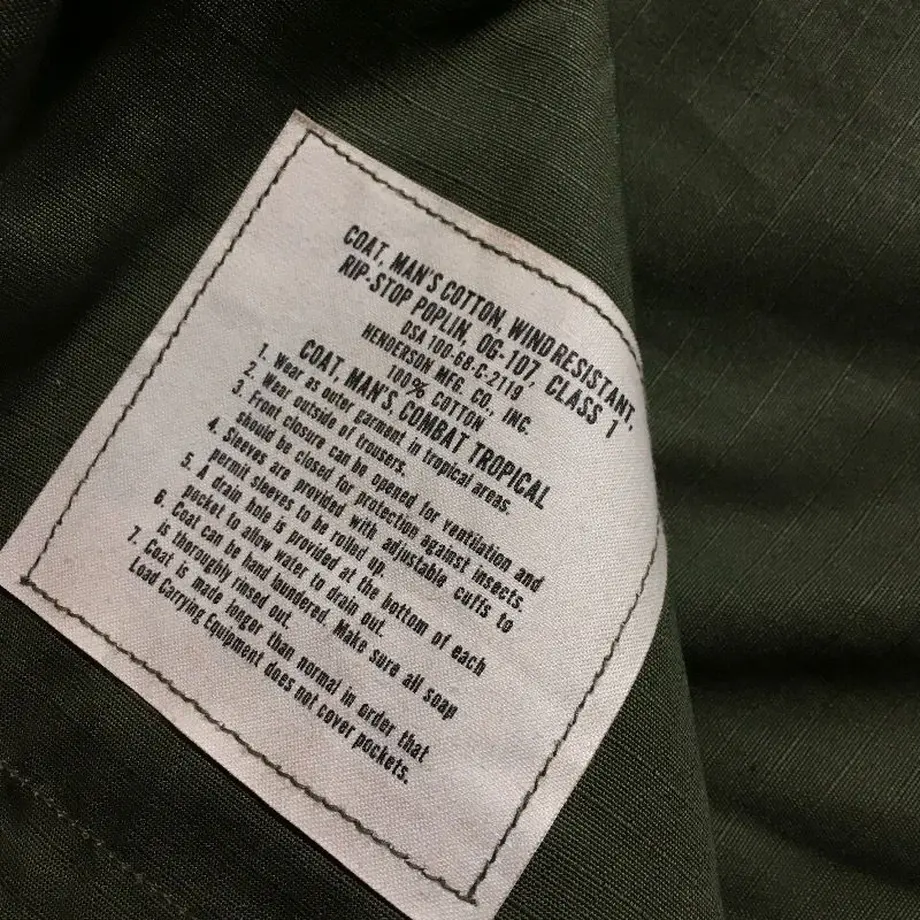 COAT, MAN'S COTTON, WIND RESISTANT,
RIP-STOP POPLIN, OG-107, CLASS 1
DSA 100-68-C-2119
HENDERSON MFG. CO., INC.
100% COTTON
COAT, MAN'S, COMBAT TROPICAL
1. Wear as outer garment in tropical areas.
2. Wear outside of trousers.
3. Front closure can be opened for ventilation and
should be closed for protection against insects.
4. Sleeves are provided with adjustable cuffs to
permit sleeves to be rolled up.
5. A drain hole is provided at the bottom of each
pocket to allow water to drain out.
6. Coat can be hand loundered. Make sure all soap
is thoroughly rinsed out.
7. Coat is made longer than normal in order that
Load Carrying Equipment does not cover pockets.